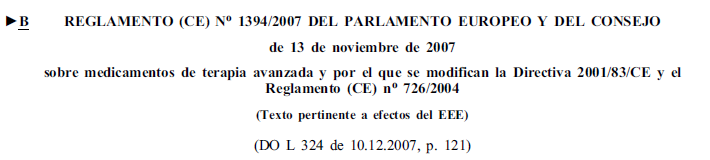 ►B REGLAMENTO (CE) Nº 1394/2007 DEL PARLAMENTO EUROPEO Y DEL CONSEJO
de 13 de noviembre de 2007
sobre medicamentos de terapia avanzada y por el que se modifican la Directiva 2001/83/CE y el
Reglamento (CE) nº 726/2004
(Texto pertinente a efectos del EEE)
(DO L 324 de 10.12.2007, p. 121)